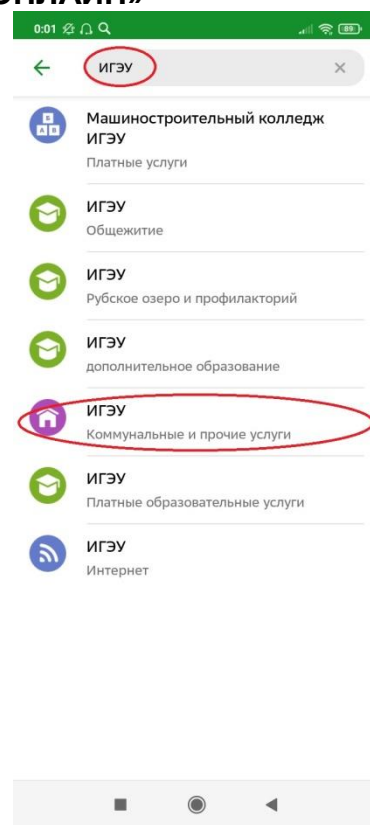 0:01 89
ИГЭУ ×
Машиностроительный колледж
ИГЭУ
Платные услуги
ИГЭУ
Общежитие
ИГЭУ
Рубское озеро и профилакторий
ИГЭУ
дополнительное образование
ИГЭУ
Коммунальные и прочие услуги
ИГЭУ
Платные образовательные услуги
ИГЭУ
Интернет